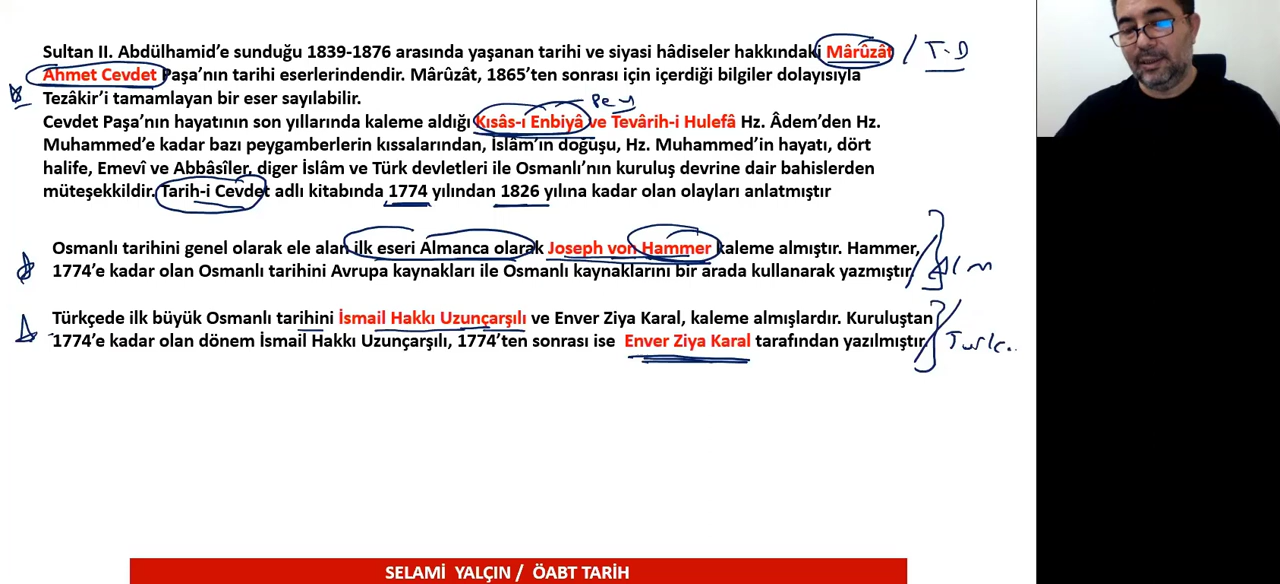 Sultan II. Abdülhamid’e sunduğu 1839-1876 arasında yaşanan tarihi ve siyasi hâdiseler hakkındaki Mârûzât / T.D
Ahmet Cevdet Paşa’nın tarihi eserlerindendir. Mârûzât, 1865’ten sonrası için içerdiği bilgiler dolayısıyla
Tezâkir’i tamamlayan bir eser sayılabilir.
Pey
Cevdet Paşa’nın hayatının son yıllarında kaleme aldığı Kısâs-ı Enbiyâ ve Tevârih-i Hulefâ Hz. Âdem’den Hz.
Muhammed’e kadar bazı peygamberlerin kıssalarından, İslâm’ın doğuşu, Hz. Muhammed’in hayatı, dört
halife, Emevî ve Abbâsîler, diger İslâm ve Türk devletleri ile Osmanlı’nın kuruluş devrine dair bahislerden
müteşekkildir. Tarih-i Cevdet adlı kitabında 1774 yılından 1826 yılına kadar olan olayları anlatmıştır
Osmanlı tarihini genel olarak ele alan ilk eseri Almanca olarak Joseph von Hammer kaleme almıştır. Hammer,
1774’e kadar olan Osmanlı tarihini Avrupa kaynakları ile Osmanlı kaynaklarını bir arada kullanarak yazmıştır. Alm
Türkçede ilk büyük Osmanlı tarihini İsmail Hakkı Uzunçarşılı ve Enver Ziya Karal, kaleme almışlardır. Kuruluştan
1774’e kadar olan dönem İsmail Hakkı Uzunçarşılı, 1774’ten sonrası ise Enver Ziya Karal tarafından yazılmıştır.
SELAMİ YALÇIN / ÖABT TARİH